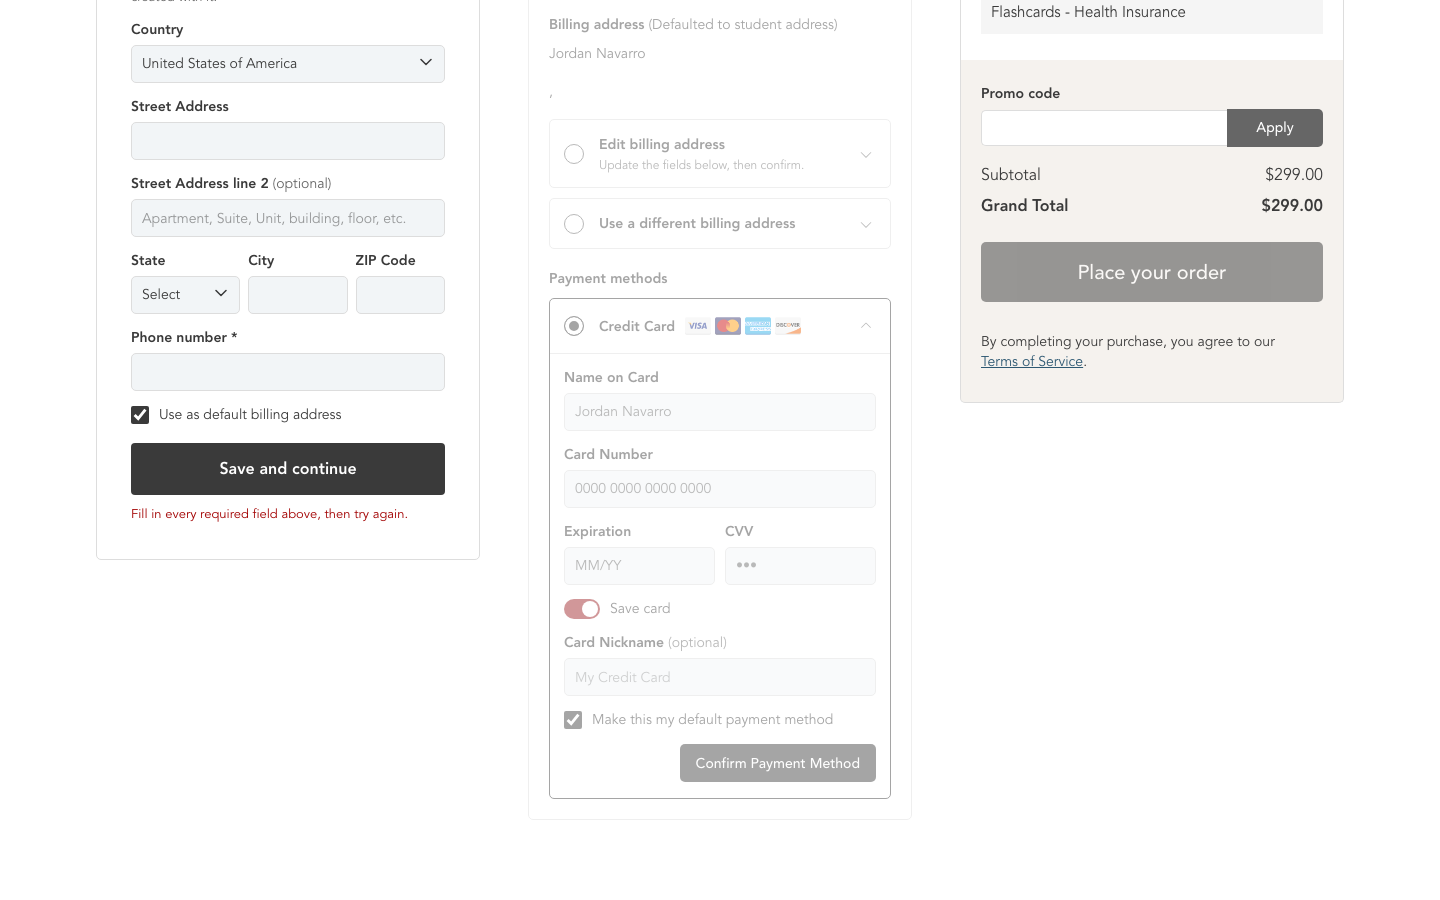 Country
United States of America
Street Address
Street Address line 2 (optional)
Apartment, Suite, Unit, building, floor, etc.
State City ZIP Code
Select
Phone number *
Use as default billing address
Save and continue
Fill in every required field above, then try again.
Billing address (Defaulted to student address)
Jordan Navarro
,
Edit billing address
Update the fields below, then confirm.
Use a different billing address
Payment methods
Credit Card VISA DISCOVER
Name on Card
Jordan Navarro
Card Number
0000 0000 0000 0000
Expiration CVV
MM/YY •••
Save card
Card Nickname (optional)
My Credit Card
Make this my default payment method
Confirm Payment Method
Flashcards - Health Insurance
Promo code
Apply
Subtotal $299.00
Grand Total $299.00
Place your order
By completing your purchase, you agree to our
Terms of Service.